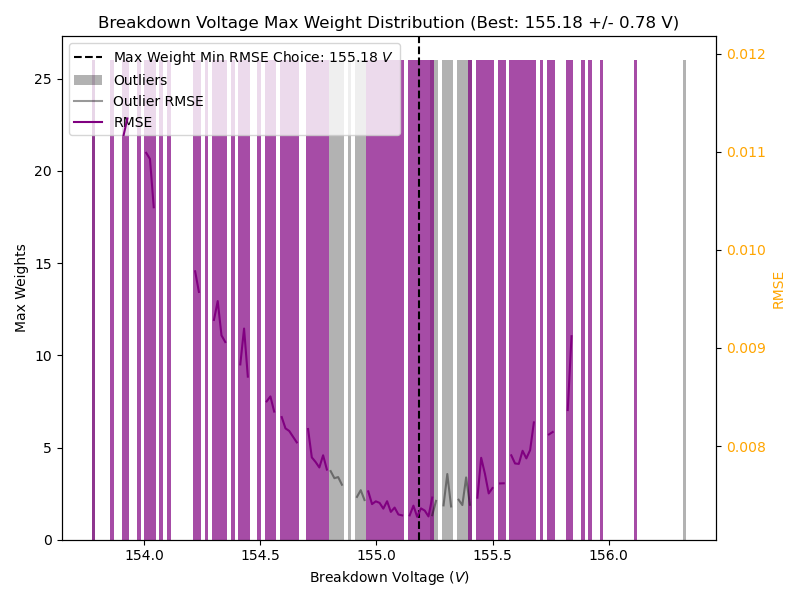 Breakdown Voltage Max Weight Distribution (Best: 155.18 +/- 0.78 V)
Max Weight Min RMSE Choice: 155.18 V
Outliers
Outlier RMSE
RMSE
25
20
15
10
5
0
Max Weights
0.012
0.011
0.010
0.009
0.008
RMSE
154.0
154.5
155.0
155.5
156.0
Breakdown Voltage (V)